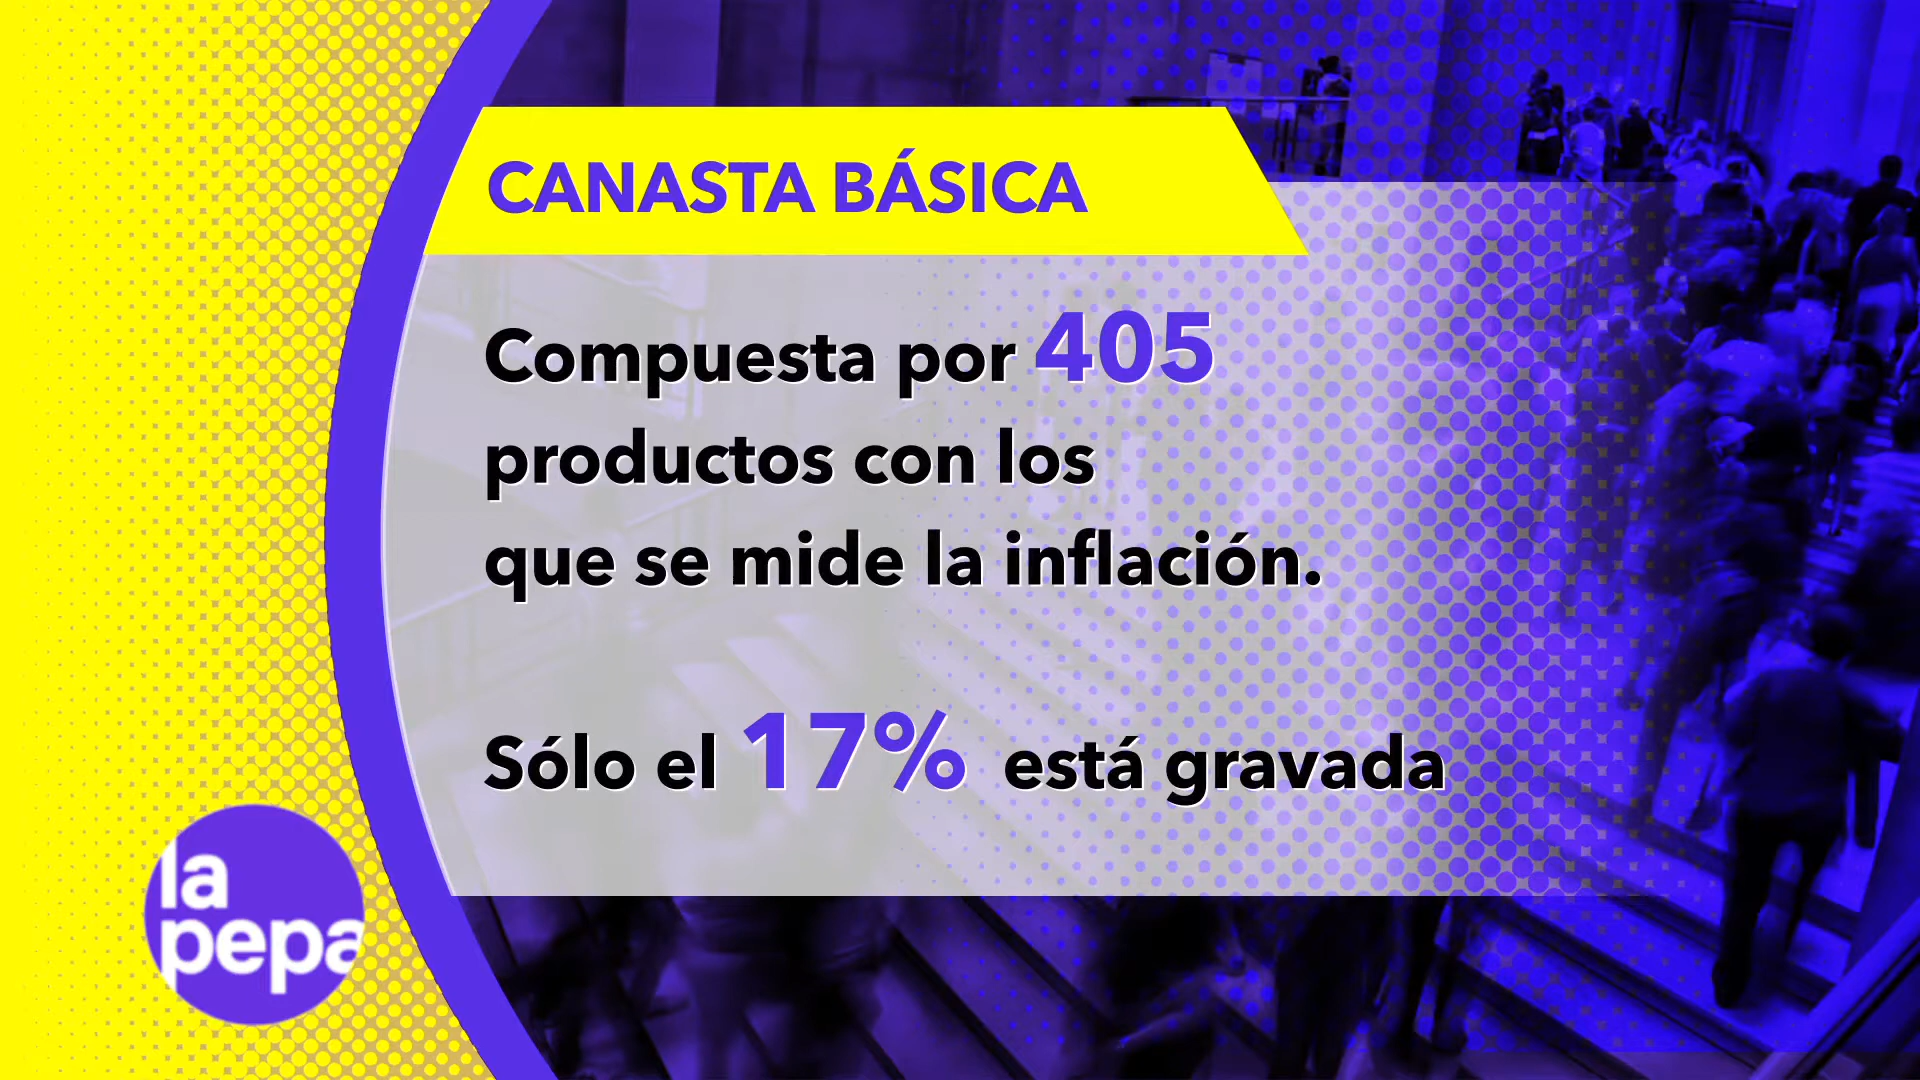 CANASTA BÁSICA
Compuesta por 405
productos con los
que se mide la inflación.
Sólo el 17% está gravada
la
pepa